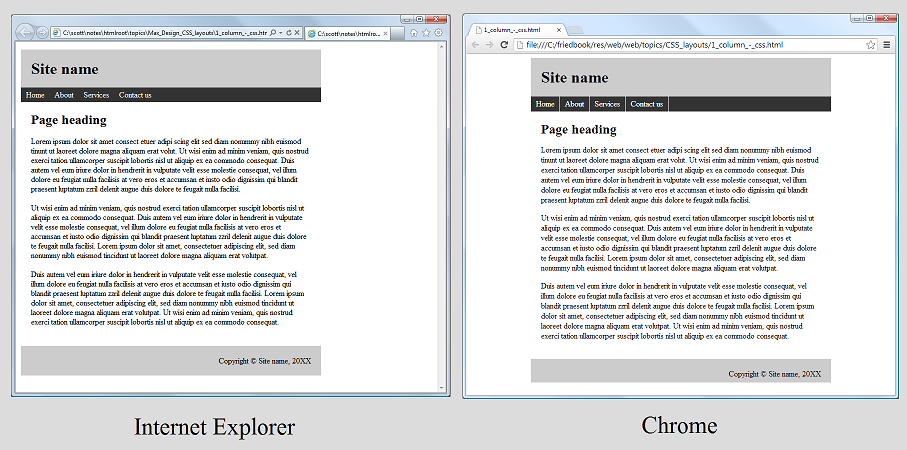 C:\scott\notes\htmlroot\topics\Max_Design_CSS_layouts\1_column_-_css.htr
C:\scott\notes\htmlro...
Site name
Home About Services Contact us
Page heading
Lorem ipsum dolor sit amet consect etuer adipi scing elit sed diam nonummy nibh euismod
tinunt ut laoreet dolore magna aliquam erat volut. Ut wisi enim ad minim veniam, quis nostrud
exerci tation ullamcorper suscipit lobortis nisl ut aliquip ex ea commodo consequat. Duis
autem vel eum iriure dolor in hendrerit in vulputate velit esse molestie consequat, vel illum
dolore eu feugiat nulla facilisis at vero eros et accumsan et iusto odio dignissim qui blandit
praesent luptatum zzril delenit augue duis dolore te feugait nulla facilisi.
Ut wisi enim ad minim veniam, quis nostrud exerci tation ullamcorper suscipit lobortis nisl ut
aliquip ex ea commodo consequat. Duis autem vel eum iriure dolor in hendrerit in vulputate
velit esse molestie consequat, vel illum dolore eu feugiat nulla facilisis at vero eros et
accumsan et iusto odio dignissim qui blandit praesent luptatum zzril delenit augue duis dolore
te feugait nulla facilisi. Lorem ipsum dolor sit amet, consectetuer adipiscing elit, sed diam
nonummy nibh euismod tincidunt ut laoreet dolore magna aliquam erat volutpat.
Duis autem vel eum iriure dolor in hendrerit in vulputate velit esse molestie consequat, vel
illum dolore eu feugiat nulla facilisis at vero eros et accumsan et iusto odio dignissim qui
blandit praesent luptatum zzril delenit augue duis dolore te feugait nulla facilisi. Lorem ipsum
dolor sit amet, consectetuer adipiscing elit, sed diam nonummy nibh euismod tincidunt ut
laoreet dolore magna aliquam erat volutpat. Ut wisi enim ad minim veniam, quis nostrud
exerci tation ullamcorper suscipit lobortis nisl ut aliquip ex ea commodo consequat.
Copyright © Site name, 20XX
Internet Explorer
1_column_-_css.html
file:///C:/friedbook/res/web/web/topics/CSS_layouts/1_column_-_css.html
Site name
Home About Services Contact us
Page heading
Lorem ipsum dolor sit amet consect etuer adipi scing elit sed diam nonummy nibh euismod
tinunt ut laoreet dolore magna aliquam erat volut. Ut wisi enim ad minim veniam, quis nostrud
exerci tation ullamcorper suscipit lobortis nisl ut aliquip ex ea commodo consequat. Duis
autem vel eum iriure dolor in hendrerit in vulputate velit esse molestie consequat, vel illum
dolore eu feugiat nulla facilisis at vero eros et accumsan et iusto odio dignissim qui blandit
praesent luptatum zzril delenit augue duis dolore te feugait nulla facilisi.
Ut wisi enim ad minim veniam, quis nostrud exerci tation ullamcorper suscipit lobortis nisl ut
aliquip ex ea commodo consequat. Duis autem vel eum iriure dolor in hendrerit in vulputate
velit esse molestie consequat, vel illum dolore eu feugiat nulla facilisis at vero eros et
accumsan et iusto odio dignissim qui blandit praesent luptatum zzril delenit augue duis dolore
te feugait nulla facilisi. Lorem ipsum dolor sit amet, consectetuer adipiscing elit, sed diam
nonummy nibh euismod tincidunt ut laoreet dolore magna aliquam erat volutpat.
Duis autem vel eum iriure dolor in hendrerit in vulputate velit esse molestie consequat, vel
illum dolore eu feugiat nulla facilisis at vero eros et accumsan et iusto odio dignissim qui
blandit praesent luptatum zzril delenit augue duis dolore te feugait nulla facilisi. Lorem ipsum
dolor sit amet, consectetuer adipiscing elit, sed diam nonummy nibh euismod tincidunt ut
laoreet dolore magna aliquam erat volutpat. Ut wisi enim ad minim veniam, quis nostrud
exerci tation ullamcorper suscipit lobortis nisl ut aliquip ex ea commodo consequat.
Copyright © Site name, 20XX
Chrome